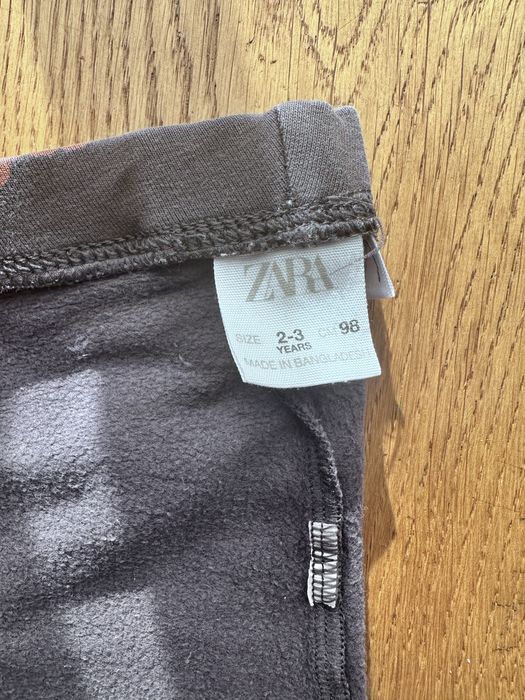 ZARA
SIZE 2-3 CM 98
YEARS
MADE IN BANGLADESH